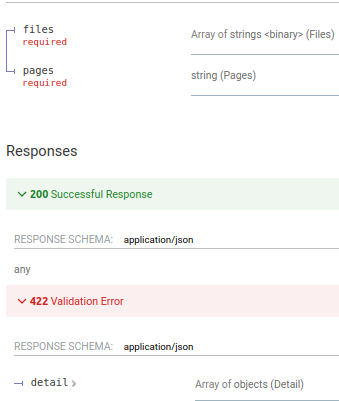 files
required
Array of strings <binary> (Files)
pages
required
string (Pages)
Responses
200 Successful Response
RESPONSE SCHEMA: application/json
any
422 Validation Error
RESPONSE SCHEMA: application/json
detail
Array of objects (Detail)